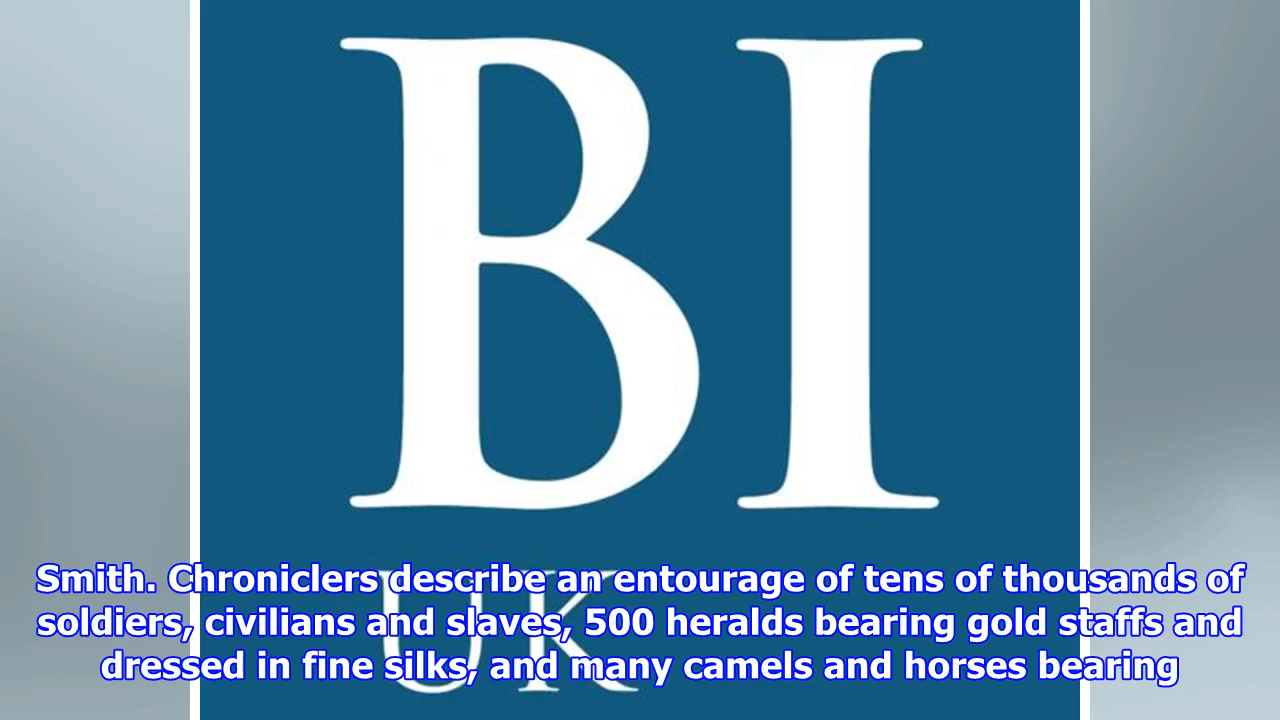 BI
UK
Smith. Chroniclers describe an entourage of tens of thousands of
soldiers, civilians and slaves, 500 heralds bearing gold staffs and
dressed in fine silks, and many camels and horses bearing